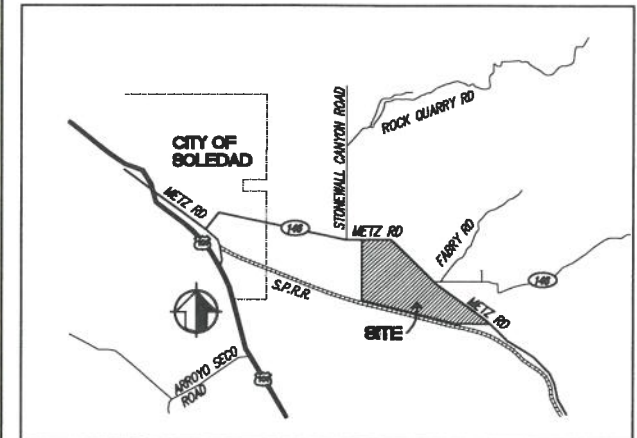 ROCK QUARRY RD
STONEWALL CANYON ROAD
CITY OF
SOLEDAD
METZ RD
146
METZ RD
FABRY RD
146
S.P.R.R.
METZ RD
SITE
ARROYO SECO
ROAD